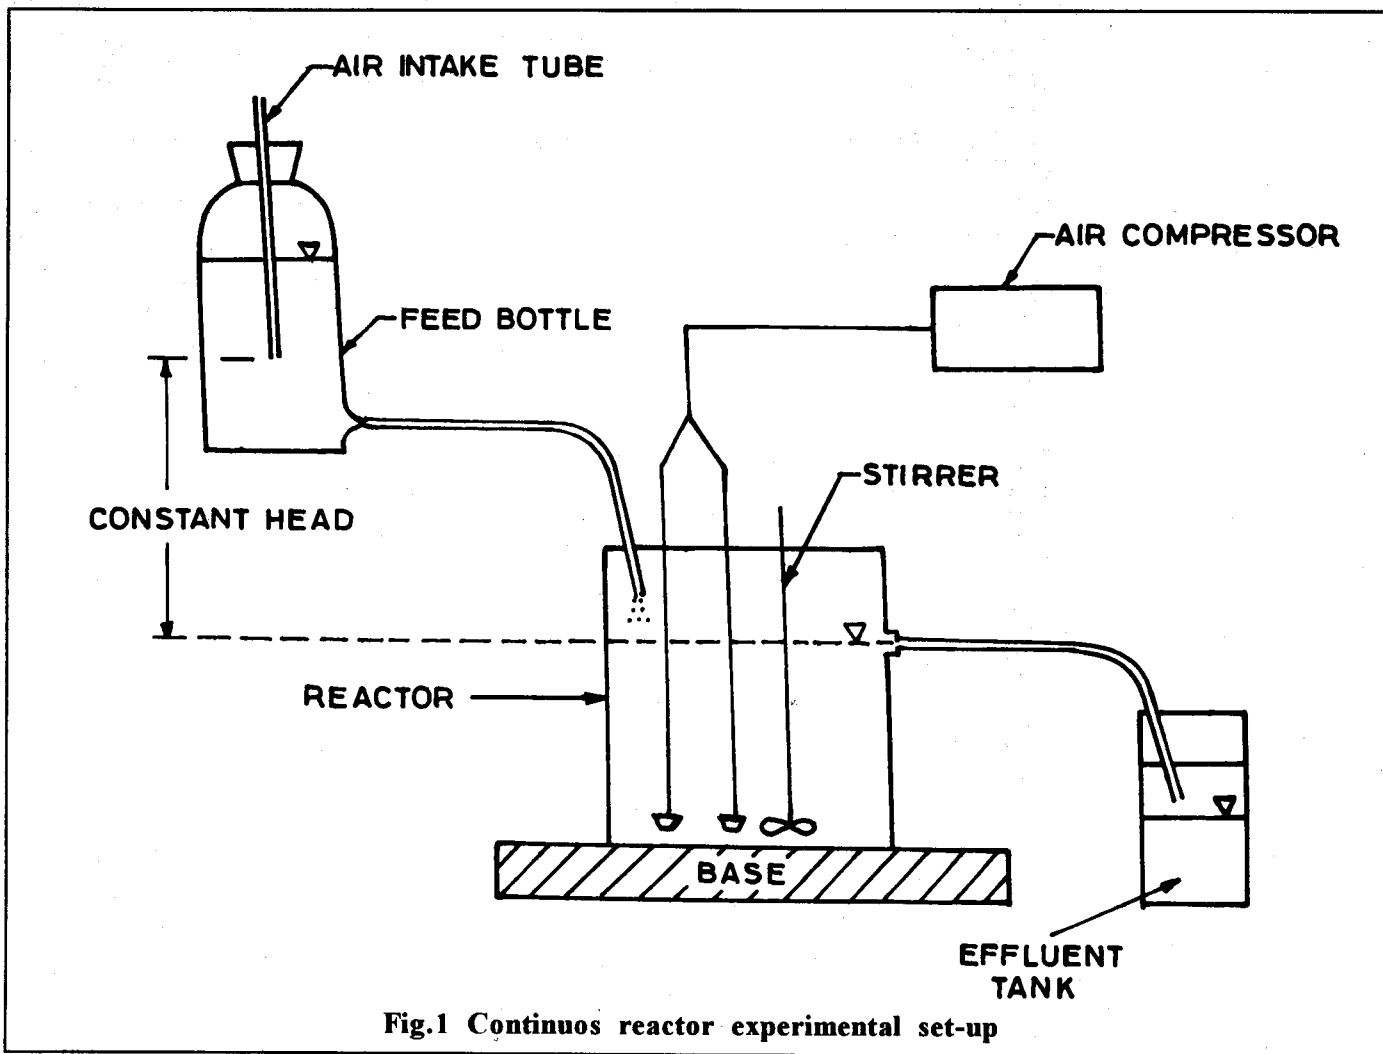 AIR INTAKE TUBE
AIR COMPRESSOR
FEED BOTTLE
STIRRER
CONSTANT HEAD
REACTOR
BASE
EFFLUENT
TANK
Fig.1 Continuos reactor experimental set-up